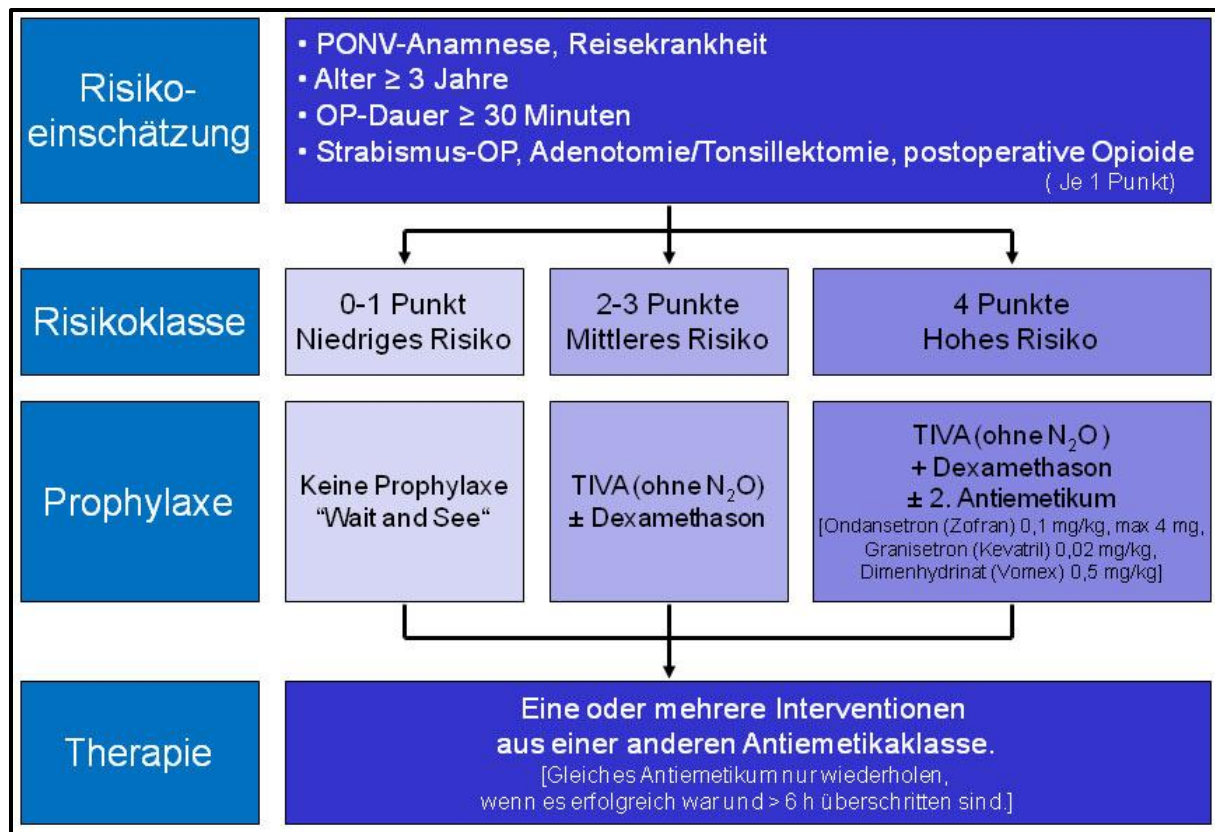 Risiko-
einschätzung
• PONV-Anamnese, Reisekrankheit
• Alter ≥ 3 Jahre
• OP-Dauer ≥ 30 Minuten
• Strabismus-OP, Adenotomie/Tonsillektomie, postoperative Opioide
( Je 1 Punkt)
Risikoklasse
0-1 Punkt
Niedriges Risiko
2-3 Punkte
Mittleres Risiko
4 Punkte
Hohes Risiko
Prophylaxe
Keine Prophylaxe
"Wait and See“
TIVA (ohne N₂O)
± Dexamethason
TIVA (ohne N₂O)
+ Dexamethason
± 2. Antiemetikum
[Ondansetron (Zofran) 0,1 mg/kg, max 4 mg,
Granisetron (Kevatril) 0,02 mg/kg,
Dimenhydrinat (Vomex) 0,5 mg/kg]
Therapie
Eine oder mehrere Interventionen
aus einer anderen Antiemetikaklasse.
[Gleiches Antiemetikum nur wiederholen,
wenn es erfolgreich war und > 6 h überschritten sind.]